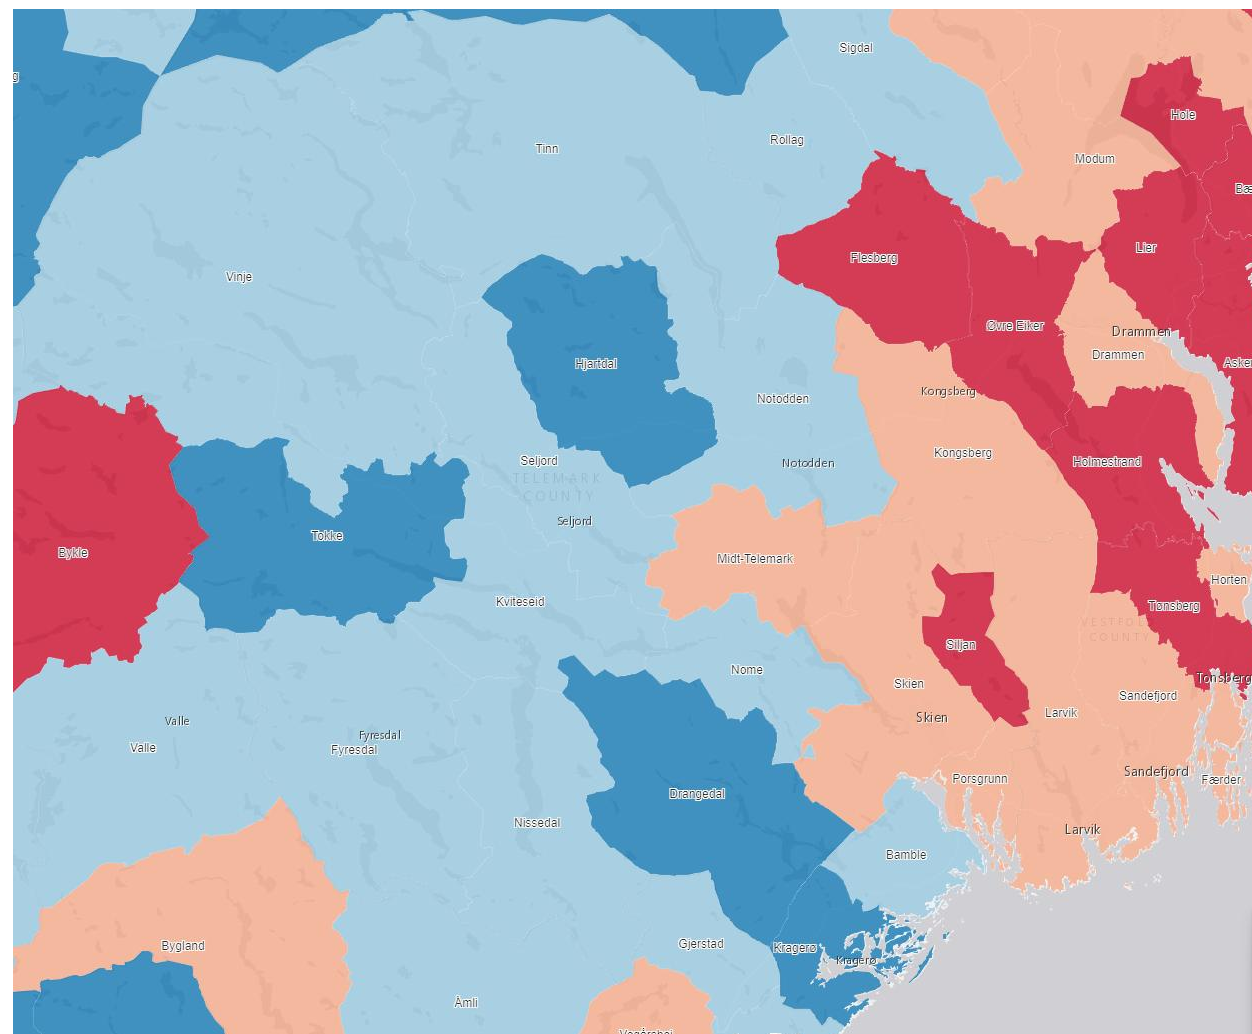 Sigdal
g
Hole
Rollag
Tinn
Modum
Bæ
Lier
Flesberg
Vinje
Øvre Eiker
Drammen
Drammen
Hjartdal
Asker
Kongsberg
Notodden
Kongsberg
Seljord
Notodden
Holmestrand
TELEMARK
COUNTY
Seljord
Tokke
Bykle
Midt-Telemark
Horten
Kviteseid
Tønsberg
VESTFOLD
COUNTY
Siljan
Nome
Skien
Tønsberg
Sandefjord
Larvik
Skien
Valle
Fyresdal
Valle
Fyresdal
Sandefjord
Porsgrunn
Færder
Drangedal
Nissedal
Larvik
Bamble
Gjerstad
Bygland
Kragerø
Kragerø
Åmli
Vegårshei